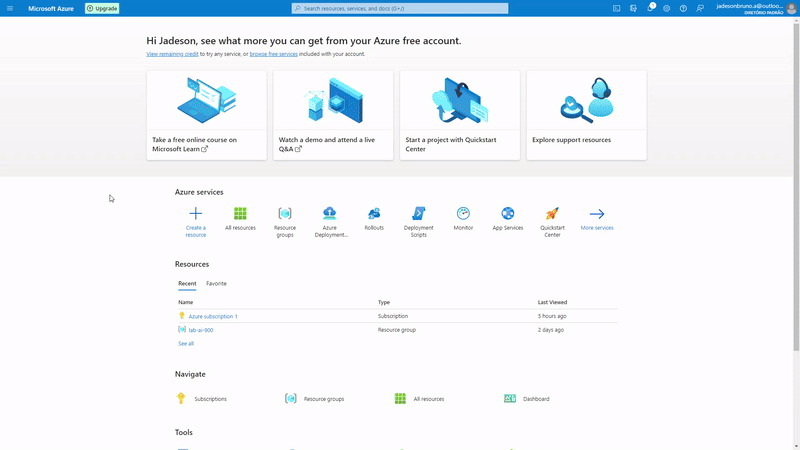 Microsoft Azure
Upgrade
Search resources, services, and docs (G+/)
1
jadesonbruno.a@outloo...
DIRETÓRIO PADRÃO
Hi Jadeson, see what more you can get from your Azure free account.
View remaining credit to try any service, or browse free services included with your account.
Take a free online course on
Microsoft Learn
Watch a demo and attend a live
Q&A
Start a project with Quickstart
Center
Explore support resources
Azure services
Create a
resource
All resources
Resource
groups
Azure
Deployment...
Rollouts
Deployment
Scripts
Monitor
App Services
Quickstart
Center
More services
Resources
Recent
Favorite
Name
Type
Last Viewed
Azure subscription 1
Subscription
3 hours ago
lab-ai-900
Resource group
2 days ago
See all
Navigate
Subscriptions
Resource groups
All resources
Dashboard
Tools